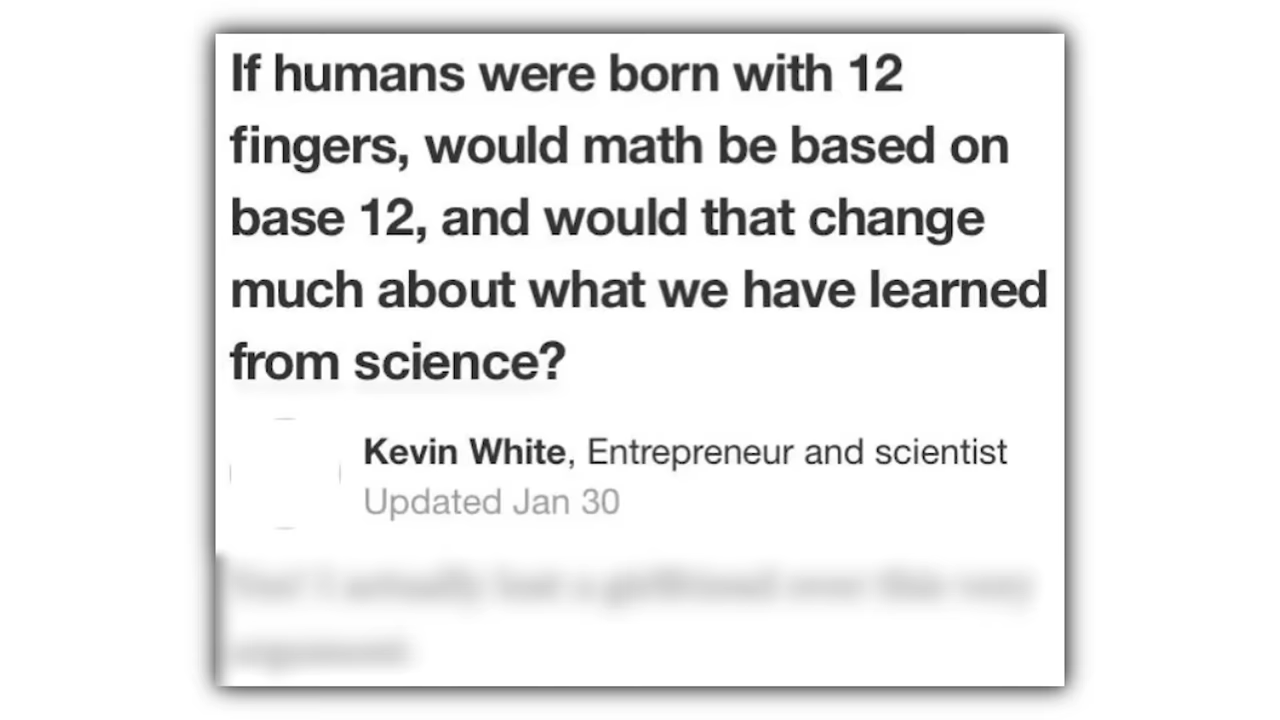 If humans were born with 12
fingers, would math be based on
base 12, and would that change
much about what we have learned
from science?
Kevin White, Entrepreneur and scientist
Updated Jan 30